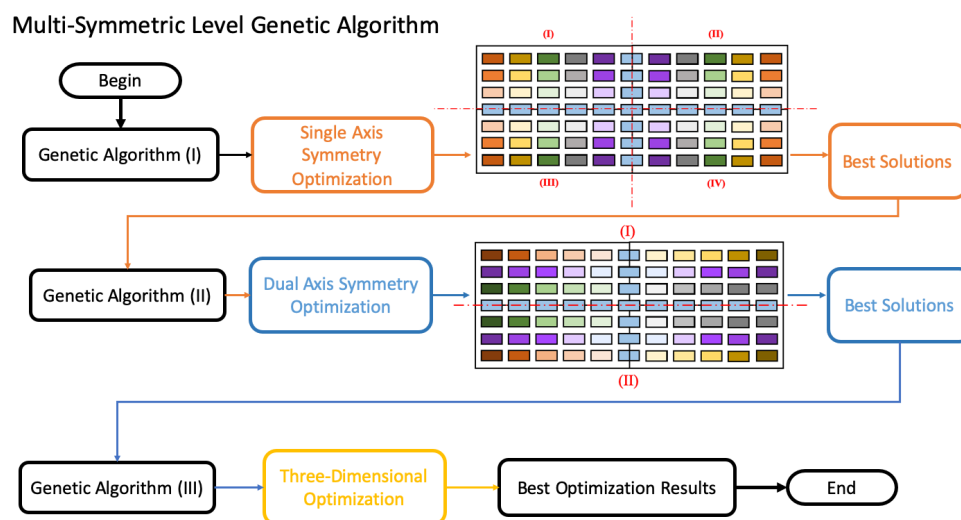 Multi-Symmetric Level Genetic Algorithm
Begin
Genetic Algorithm (I)
Single Axis
Symmetry
Optimization
(I)
(II)
(III)
(IV)
Best Solutions
Genetic Algorithm (II)
Dual Axis Symmetry
Optimization
(I)
(II)
Best Solutions
Genetic Algorithm (III)
Three-Dimensional
Optimization
Best Optimization Results
End